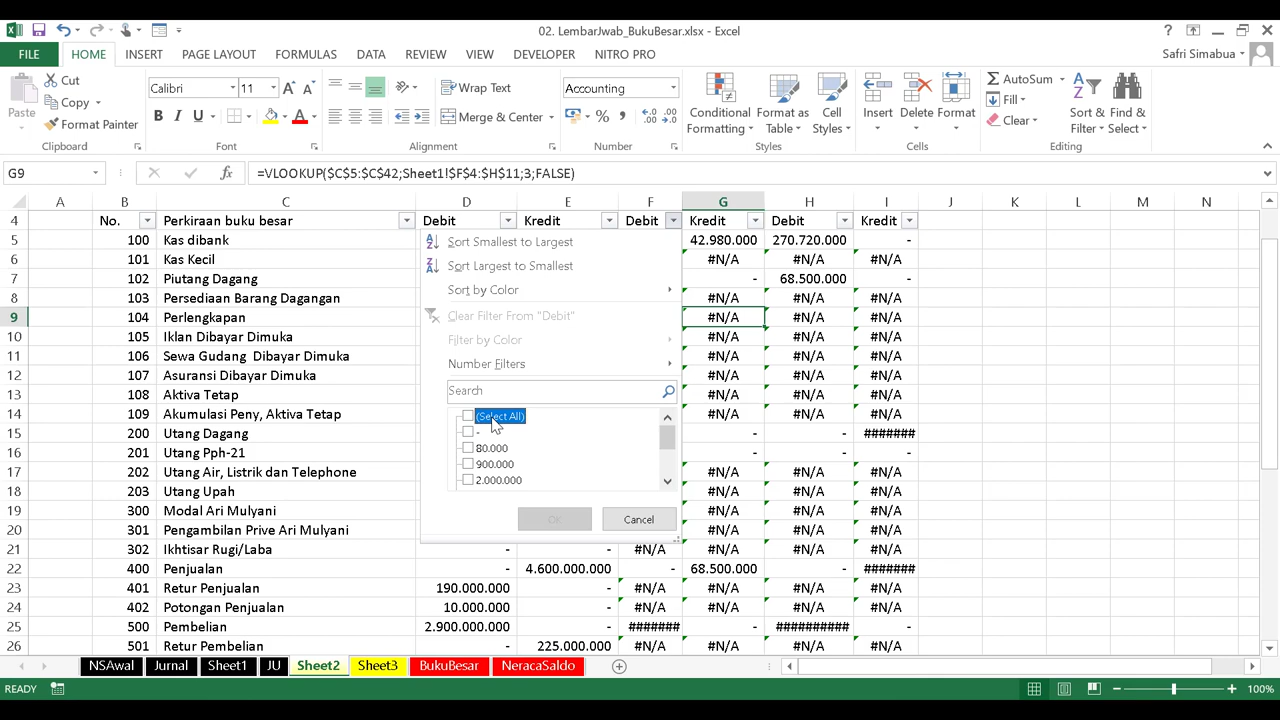 02. LembarJwab_BukuBesar.xlsx - Excel
FILE HOME INSERT PAGE LAYOUT FORMULAS DATA REVIEW VIEW DEVELOPER NITRO PRO Safri Simabua
Paste
Cut
Copy
Format Painter
Clipboard
Calibri 11
B I U
Font
Wrap Text
Merge & Center
Alignment
Accounting
Number
Conditional Formatting
Format as Table
Cell Styles
Styles
Insert Delete Format
Cells
AutoSum
Fill
Clear
Sort & Filter
Find & Select
Editing
G9 =VLOOKUP($C$5:$C$42;Sheet1!$F$4:$H$11;3;FALSE)
A B C D E F G H I J K L M N
4 No. Perkiraan buku besar Debit Kredit Debit Kredit Debit Kredit
5 100 Kas dibank 42.980.000 270.720.000 -
6 101 Kas Kecil #N/A #N/A #N/A
7 102 Piutang Dagang - 68.500.000 -
8 103 Persediaan Barang Dagangan #N/A #N/A #N/A
9 104 Perlengkapan #N/A #N/A #N/A
10 105 Iklan Dibayar Dimuka #N/A #N/A #N/A
11 106 Sewa Gudang Dibayar Dimuka #N/A #N/A #N/A
12 107 Asuransi Dibayar Dimuka #N/A #N/A #N/A
13 108 Aktiva Tetap #N/A #N/A #N/A
14 109 Akumulasi Peny, Aktiva Tetap #N/A #N/A #N/A
15 200 Utang Dagang - - #######
16 201 Utang Pph-21 - - -
17 202 Utang Air, Listrik dan Telephone #N/A #N/A #N/A
18 203 Utang Upah #N/A #N/A #N/A
19 300 Modal Ari Mulyani #N/A #N/A #N/A
20 301 Pengambilan Prive Ari Mulyani #N/A #N/A #N/A
21 302 Ikhtisar Rugi/Laba - - #N/A #N/A #N/A #N/A
22 400 Penjualan - 4.600.000.000 - 68.500.000 - #######
23 401 Retur Penjualan 190.000.000 - #N/A #N/A #N/A #N/A
24 402 Potongan Penjualan 10.000.000 - #N/A #N/A #N/A #N/A
25 500 Pembelian 2.900.000.000 - ####### - ########## -
26 501 Retur Pembelian - 225.000.000 #N/A #N/A #N/A #N/A
Sort Smallest to Largest
Sort Largest to Smallest
Sort by Color
Clear Filter From "Debit"
Filter by Color
Number Filters
Search
(Select All)
-
80.000
900.000
2.000.000
OK Cancel
NSAwal Jurnal Sheet1 JU Sheet2 Sheet3 BukuBesar NeracaSaldo
READY 100%